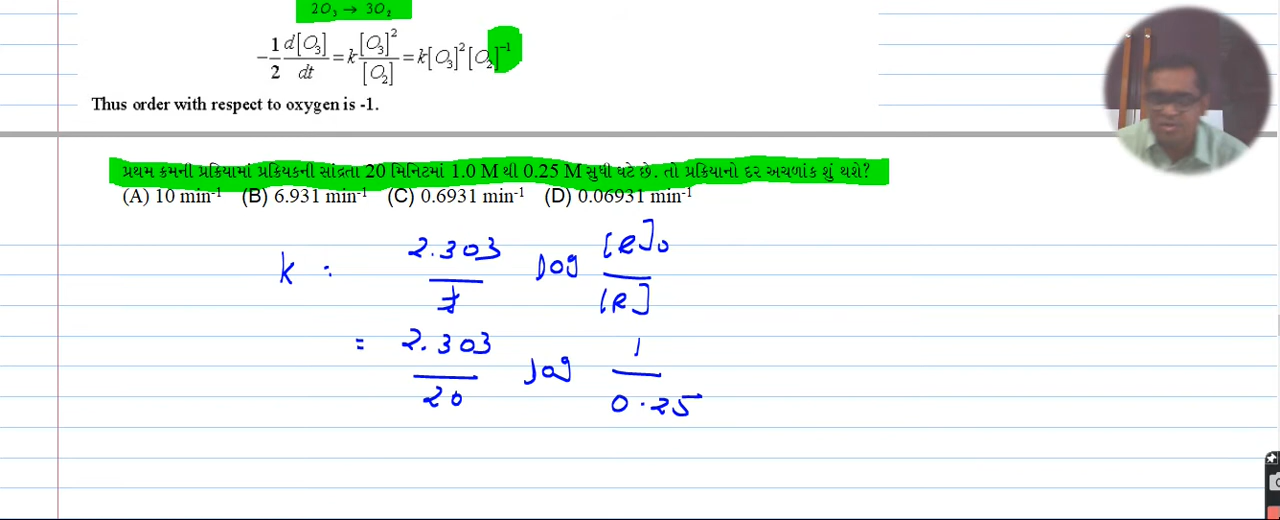 2O₃ → 3O₂
-1/2 d[O₃]/dt = k [O₃]²/[O₂] = k[O₃]²[O₂]⁻¹
Thus order with respect to oxygen is -1.
પ્રથમ ક્રમની પ્રક્રિયામાં પ્રક્રિયકની સાંદ્રતા 20 મિનિટમાં 1.0 M થી 0.25 M સુધી ઘટે છે. તો પ્રક્રિયાનો દર અચળાંક શું થશે?
(A) 10 min⁻¹ (B) 6.931 min⁻¹ (C) 0.6931 min⁻¹ (D) 0.06931 min⁻¹
k : 2.303/t log [R]₀/[R]
= 2.303/20 log 1/0.25